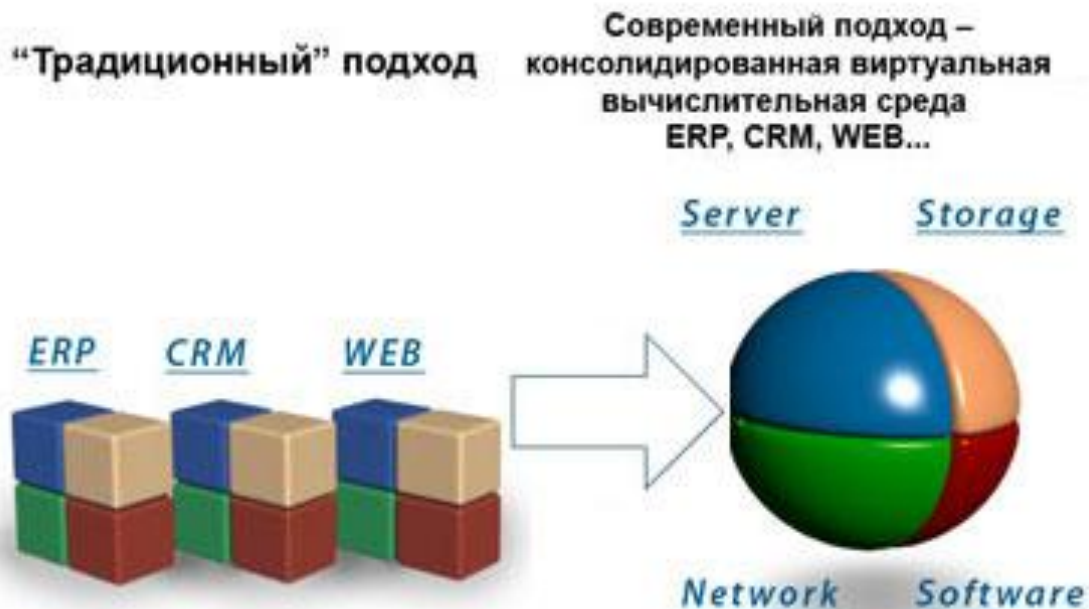 “Традиционный” подход
Современный подход –
консолидированная виртуальная
вычислительная среда
ERP, CRM, WEB...
Server Storage
ERP CRM WEB
Network Software